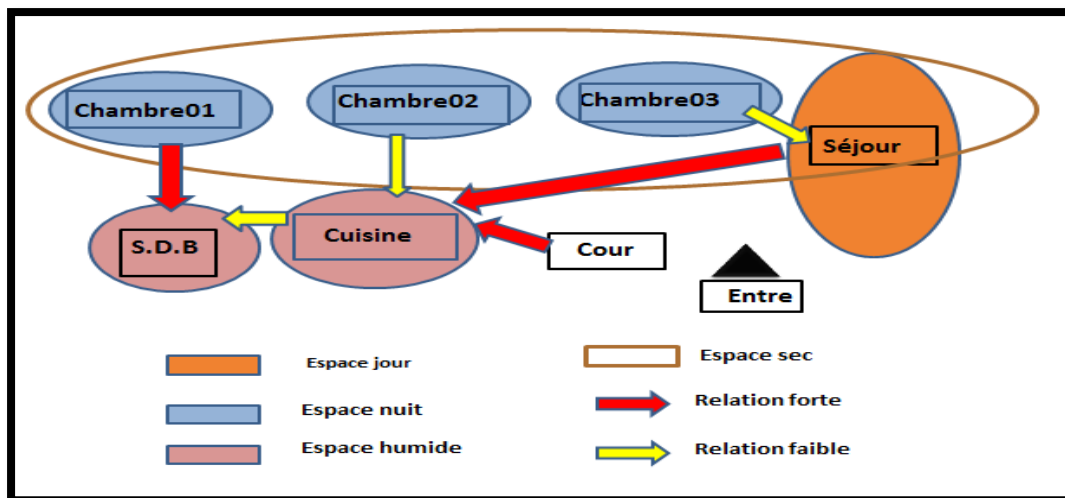 Chambre01
Chambre02
Chambre03
Séjour
S.D.B
Cuisine
Cour
Entre
Espace jour
Espace sec
Espace nuit
Relation forte
Espace humide
Relation faible